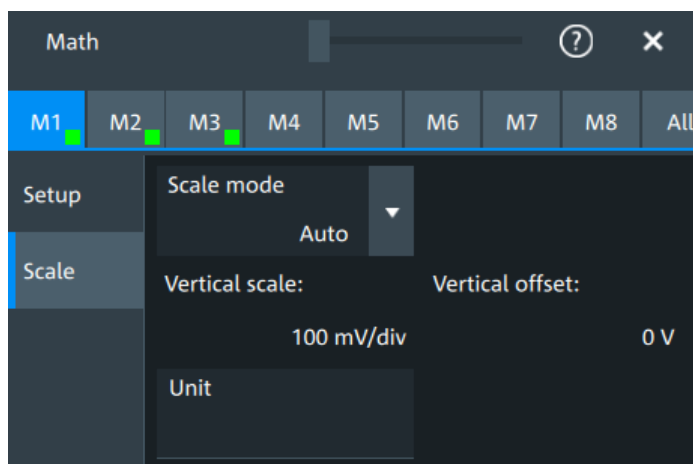 Math
?
M1 M2 M3 M4 M5 M6 M7 M8 All
Setup
Scale mode
Auto
Scale
Vertical scale: Vertical offset:
100 mV/div 0 V
Unit